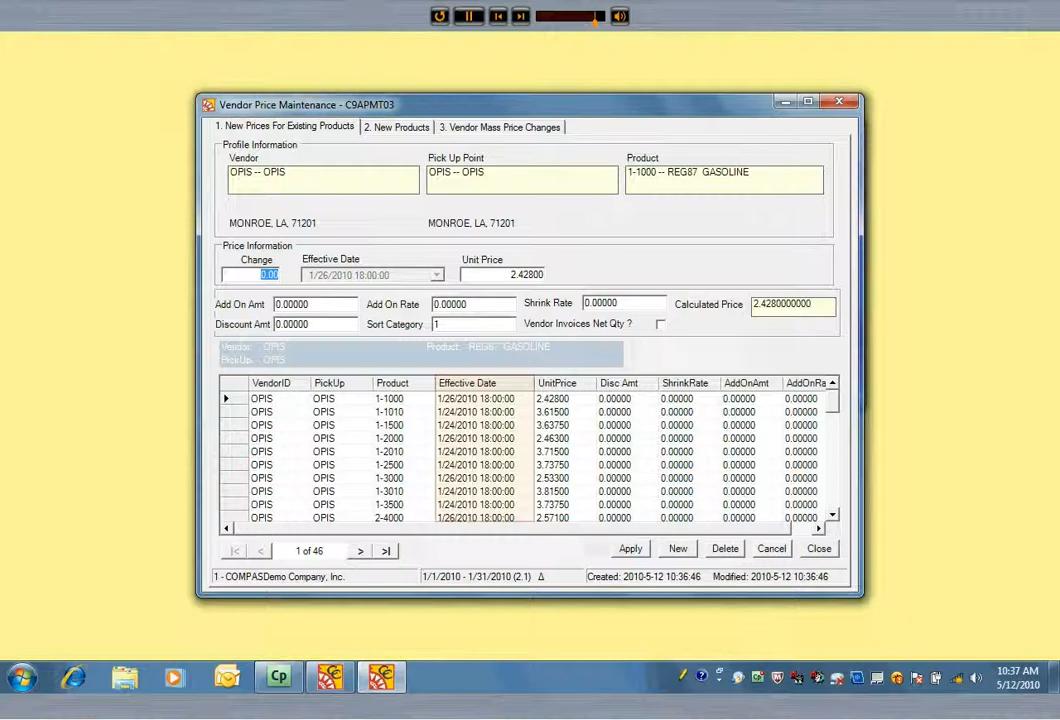 Vendor Price Maintenance - C9APMT03
1. New Prices For Existing Products 2. New Products 3. Vendor Mass Price Changes
Profile Information
Vendor Pick Up Point Product
OPIS -- OPIS OPIS -- OPIS 1-1000 -- REG87 GASOLINE
MONROE, LA, 71201 MONROE, LA, 71201
Price Information
Change Effective Date Unit Price
0.00 1/26/2010 18:00:00 2.42800
Add On Amt 0.00000 Add On Rate 0.00000 Shrink Rate 0.00000 Calculated Price 2.4280000000
Discount Amt 0.00000 Sort Category 1 Vendor Invoices Net Qty ?
Vendor: OPIS Product: REG87 GASOLINE
PickUp: OPIS
VendorID PickUp Product Effective Date UnitPrice Disc Amt ShrinkRate AddOnAmt AddOnRa
OPIS OPIS 1-1000 1/26/2010 18:00:00 2.42800 0.00000 0.00000 0.00000 0.00000
OPIS OPIS 1-1010 1/24/2010 18:00:00 3.61500 0.00000 0.00000 0.00000 0.00000
OPIS OPIS 1-1500 1/24/2010 18:00:00 3.63750 0.00000 0.00000 0.00000 0.00000
OPIS OPIS 1-2000 1/26/2010 18:00:00 2.46300 0.00000 0.00000 0.00000 0.00000
OPIS OPIS 1-2010 1/24/2010 18:00:00 3.71500 0.00000 0.00000 0.00000 0.00000
OPIS OPIS 1-2500 1/24/2010 18:00:00 3.73750 0.00000 0.00000 0.00000 0.00000
OPIS OPIS 1-3000 1/26/2010 18:00:00 2.53300 0.00000 0.00000 0.00000 0.00000
OPIS OPIS 1-3010 1/24/2010 18:00:00 3.81500 0.00000 0.00000 0.00000 0.00000
OPIS OPIS 1-3500 1/24/2010 18:00:00 3.73750 0.00000 0.00000 0.00000 0.00000
OPIS OPIS 2-4000 1/26/2010 18:00:00 2.57100 0.00000 0.00000 0.00000 0.00000
|< < 1 of 46 > >| Apply New Delete Cancel Close
1 - COMPASDemo Company, Inc. 1/1/2010 - 1/31/2010 (2.1) Δ Created: 2010-5-12 10:36:46 Modified: 2010-5-12 10:36:46
Cp
10:37 AM
5/12/2010